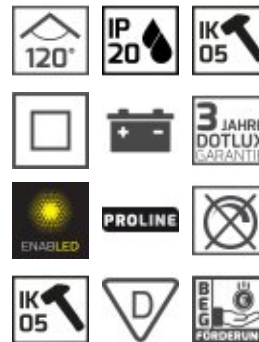 120°
IP
20
IK
05
+ -
3 JAHRE
DOTLUX
GARANTIE
ENABLED
PROLINE
IK
05
D
BEG
FÖRDERUNG